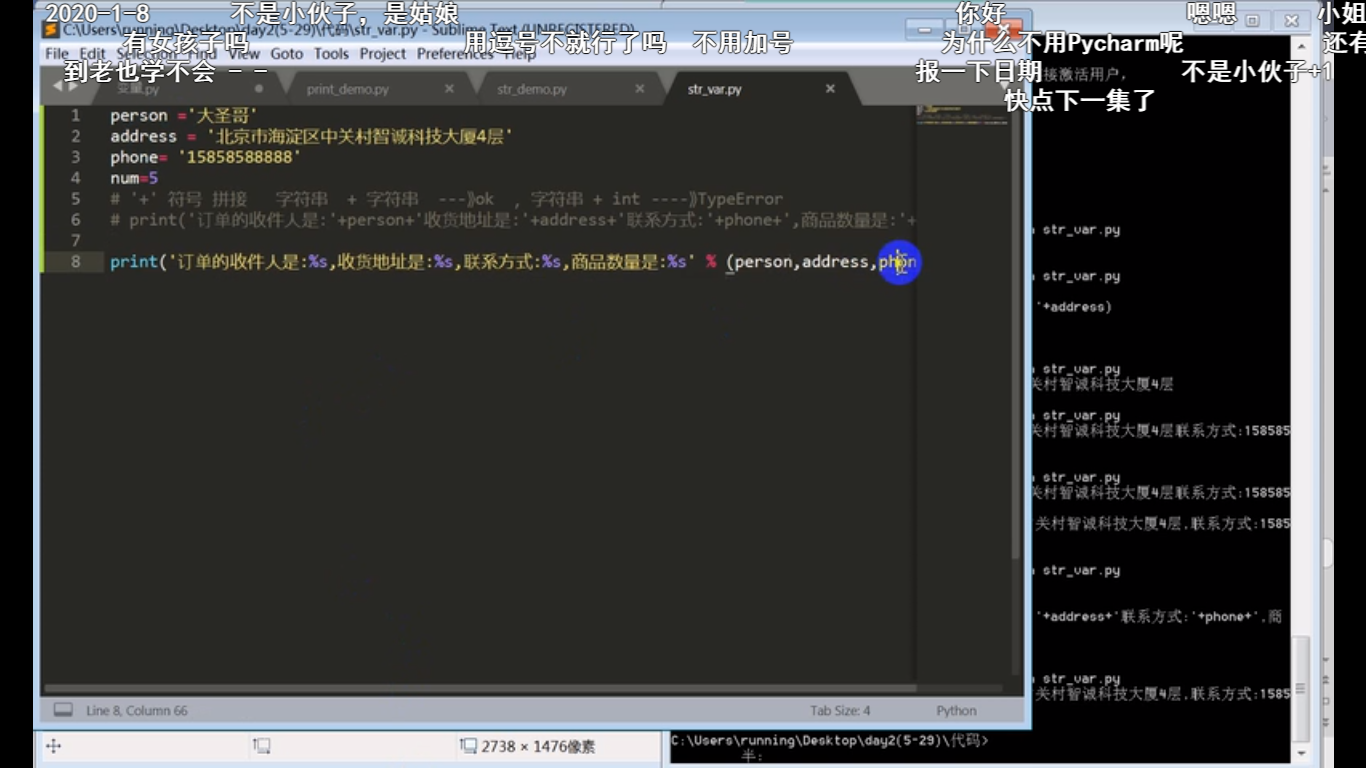 2020-1-8 不是小伙子，是姑娘 你好 嗯嗯 小姐
C:\Users\running\Desktop\day2(5-29)\代码\str_var.py - Sublime Text (UNREGISTERED)
有女孩子吗 用逗号不就行了吗 不用加号 为什么不用Pycharm呢 还有
File Edit Selection Find View Goto Tools Project Preferences Help
到老也学不会 - - 报一下日期 接激活用户， 不是小伙子+1
变量.py print_demo.py str_demo.py str_var.py
快点下一集了
1 person ='大圣哥'
2 address = '北京市海淀区中关村智诚科技大厦4层'
3 phone= '15858588888'
4 num=5
5 # '+' 符号 拼接 字符串 + 字符串 ---》ok , 字符串 + int ----》TypeError
6 # print('订单的收件人是:'+person+'收货地址是:'+address+'联系方式:'+phone+',商品数量是:'+
7
8 print('订单的收件人是:%s,收货地址是:%s,联系方式:%s,商品数量是:%s' % (person,address,phon
str_var.py
str_var.py
'+address)
str_var.py
关村智诚科技大厦4层
str_var.py
关村智诚科技大厦4层联系方式:158585
str_var.py
关村智诚科技大厦4层联系方式:158585
关村智诚科技大厦4层,联系方式:1585
str_var.py
'+address+'联系方式:'+phone+',商
str_var.py
关村智诚科技大厦4层,联系方式:1585
Line 8, Column 66 Tab Size: 4 Python
C:\Users\running\Desktop\day2(5-29)\代码>
2738 × 1476像素
半: